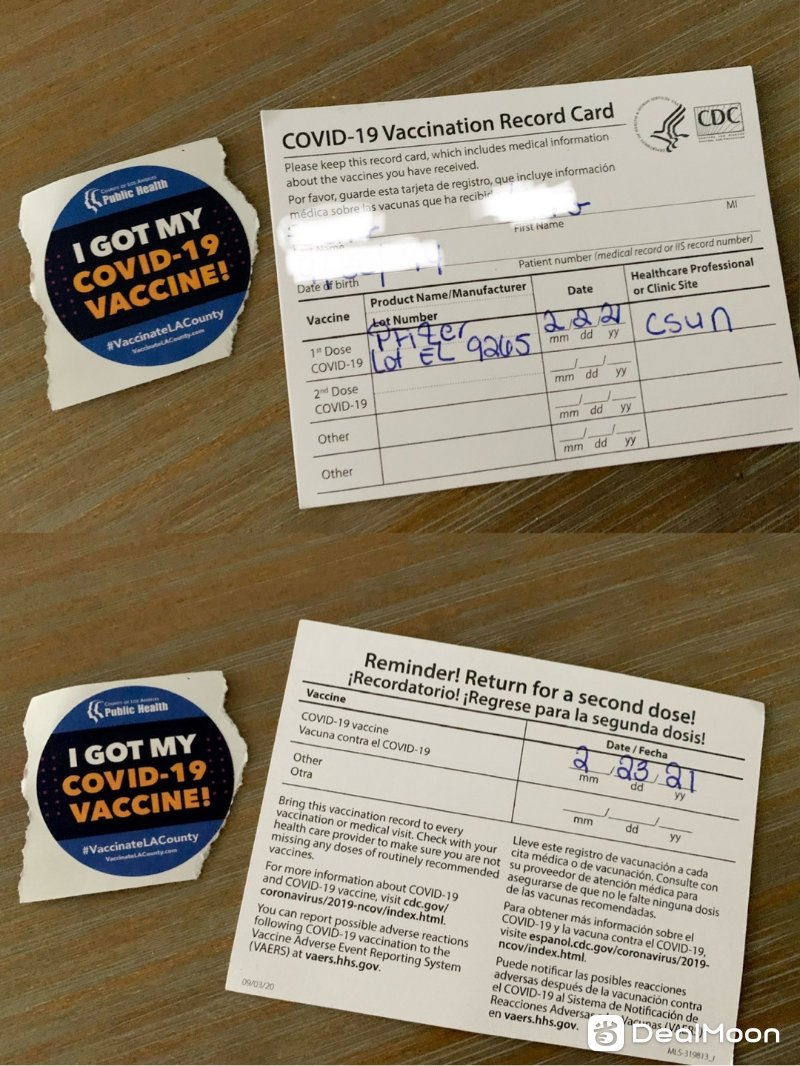 COUNTY OF LOS ANGELES
Public Health
I GOT MY
COVID-19
VACCINE!
#VaccinateLACounty
VaccinateLACounty.com
COVID-19 Vaccination Record Card
CDC
Please keep this record card, which includes medical information
about the vaccines you have received.
Por favor, guarde esta tarjeta de registro, que incluye información
médica sobre las vacunas que ha recibido
First Name
MI
Date of birth
Patient number (medical record or IIS record number)
Vaccine
Product Name/Manufacturer
Lot Number
Date
Healthcare Professional
or Clinic Site
1st Dose
COVID-19
Pfizer
Lot EL 9265
2/2/21
mm dd yy
CSUN
2nd Dose
COVID-19
mm dd yy
Other
mm dd yy
Other
mm dd yy
COUNTY OF LOS ANGELES
Public Health
I GOT MY
COVID-19
VACCINE!
#VaccinateLACounty
VaccinateLACounty.com
Reminder! Return for a second dose!
¡Recordatorio! ¡Regrese para la segunda dosis!
Vaccine
Date / Fecha
COVID-19 vaccine
Vacuna contra el COVID-19
2/23/21
mm dd yy
Other
Otra
mm dd yy
Bring this vaccination record to every
vaccination or medical visit. Check with your
health care provider to make sure you are not
missing any doses of routinely recommended
vaccines.
For more information about COVID-19
and COVID-19 vaccine, visit cdc.gov/
coronavirus/2019-ncov/index.html.
You can report possible adverse reactions
following COVID-19 vaccination to the
Vaccine Adverse Event Reporting System
(VAERS) at vaers.hhs.gov.
09/03/20
Lleve este registro de vacunación a cada
cita médica o de vacunación. Consulte con
su proveedor de atención médica para
asegurarse de que no le falte ninguna dosis
de las vacunas recomendadas.
Para obtener más información sobre el
COVID-19 y la vacuna contra el COVID-19,
visite espanol.cdc.gov/coronavirus/2019-
ncov/index.html.
Puede notificar las posibles reacciones
adversas después de la vacunación contra
el COVID-19 al Sistema de Notificación de
Reacciones Adversas a Vacunas (VAERS)
en vaers.hhs.gov.
DealMoon
MLS-319813_r